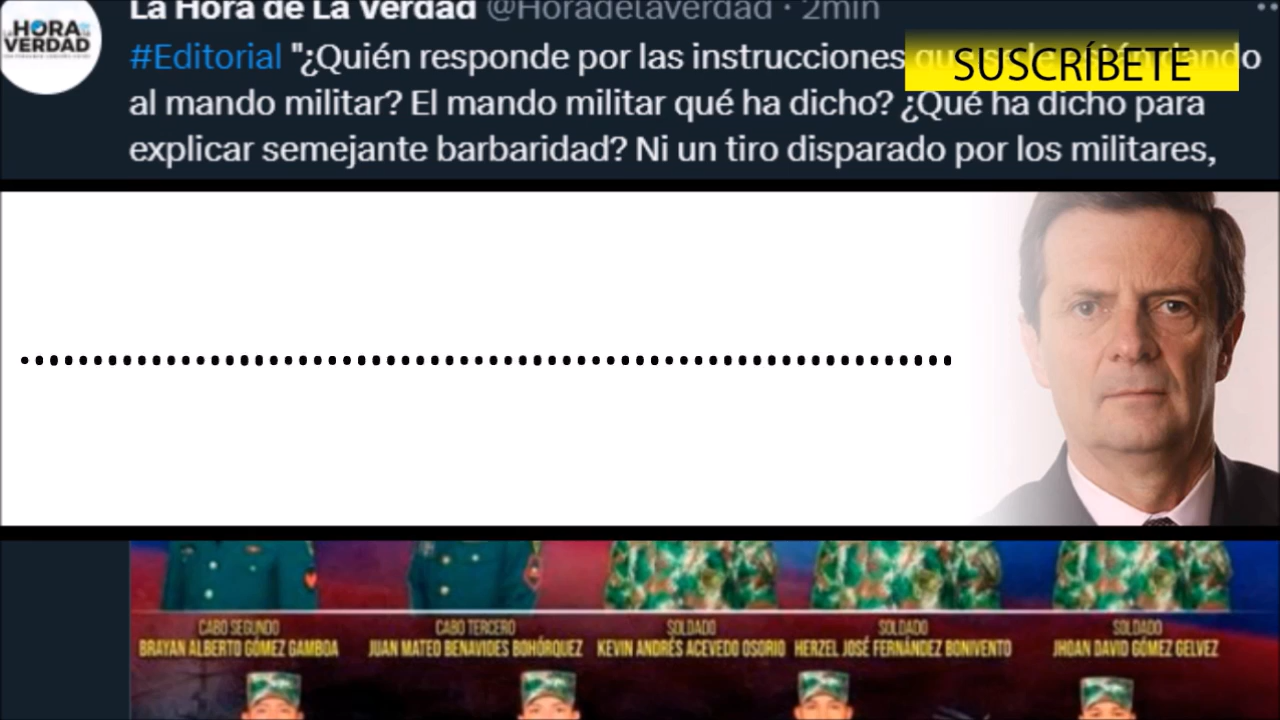 La Hora de La Verdad @HoradelaVerdad · 2min
HORA
VERDAD
#Editorial "¿Quién responde por las instrucciones
SUSCRÍBETE
al mando militar? El mando militar qué ha dicho? ¿Qué ha dicho para
explicar semejante barbaridad? Ni un tiro disparado por los militares,
CABO SEGUNDO
BRAYAN ALBERTO GÓMEZ GAMBOA
CABO TERCERO
JUAN MATEO BENAVIDES BOHÓRQUEZ
SOLDADO
KEVIN ANDRÉS ACEVEDO OSORIO
SOLDADO
HERZEL JOSÉ FERNÁNDEZ BONIVENTO
SOLDADO
JHOAN DAVID GÓMEZ GELVEZ